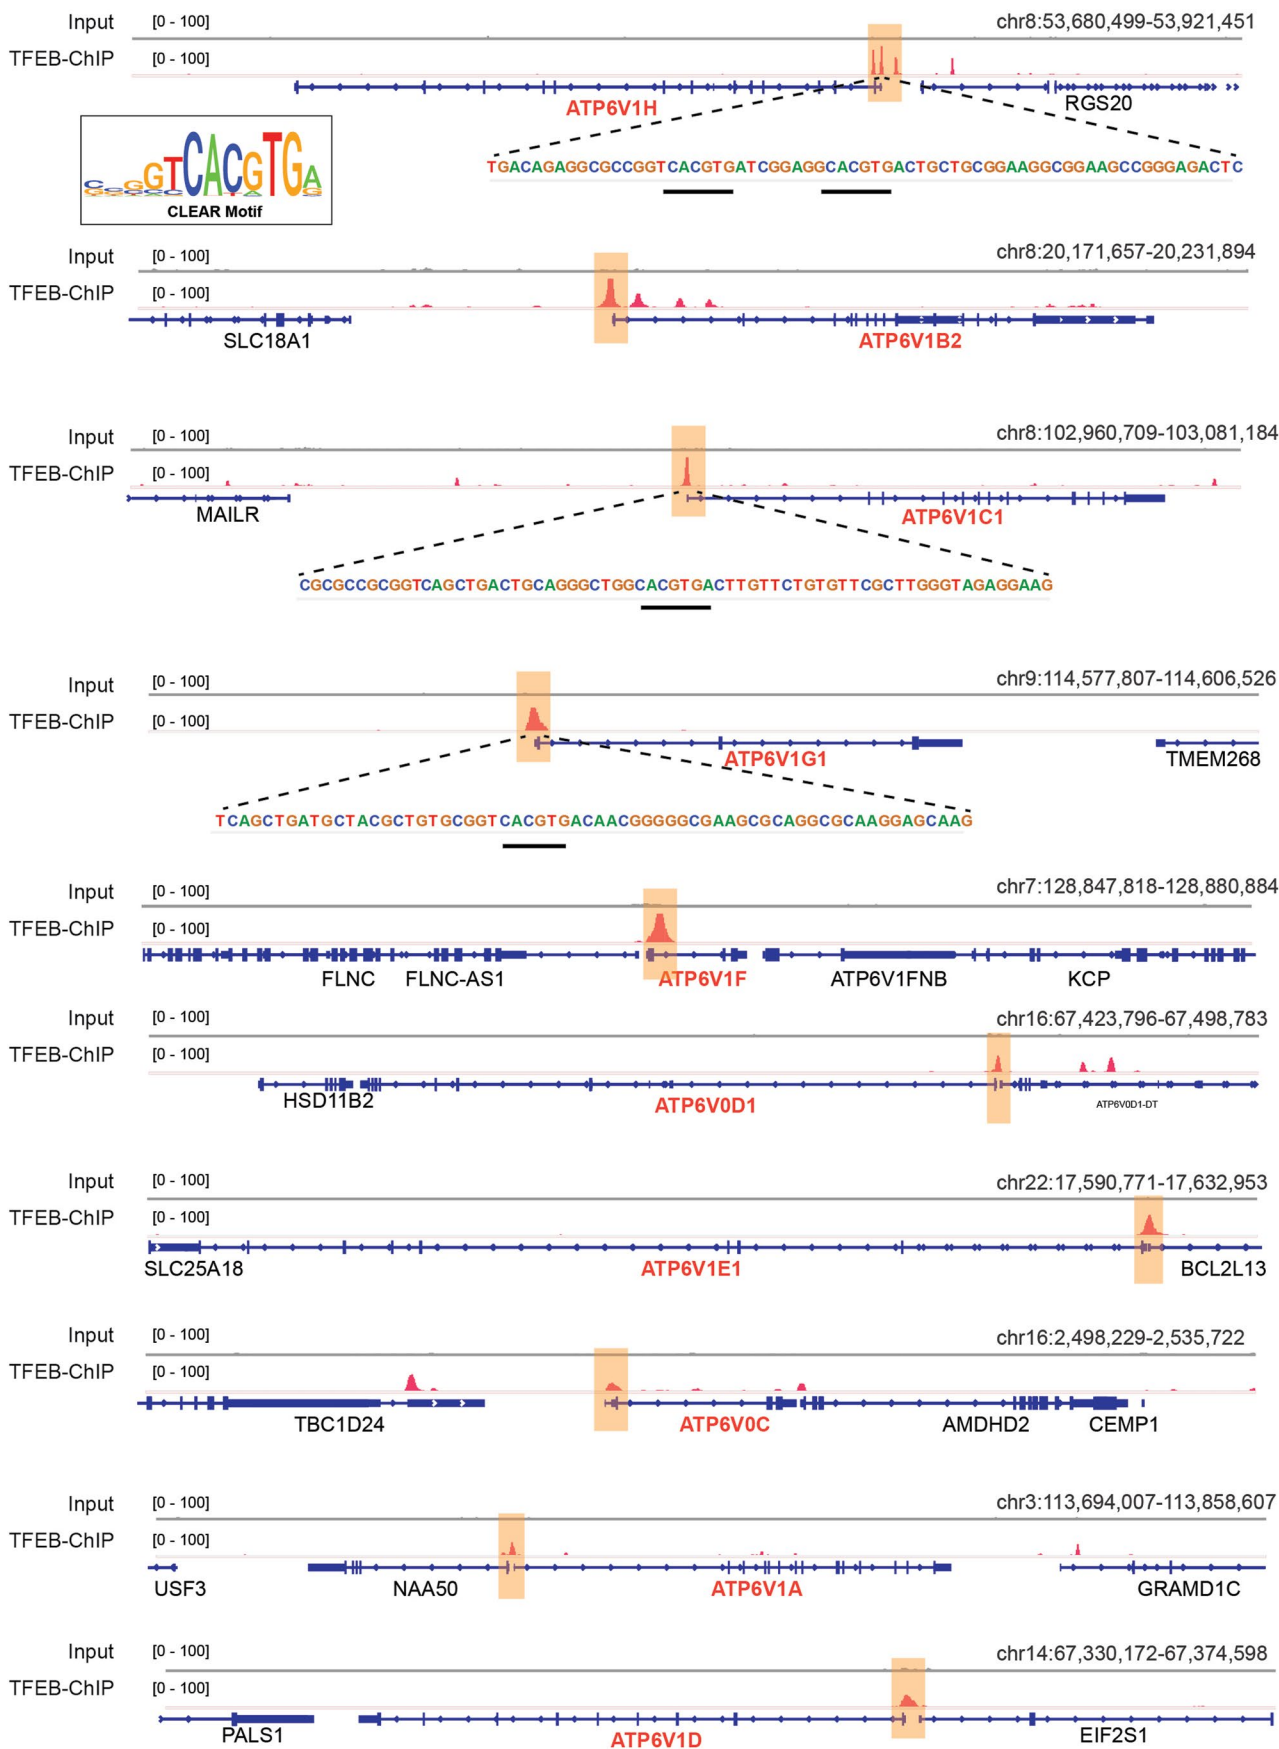 Input [0 - 100] chr8:53,680,499-53,921,451
TFEB-ChIP [0 - 100]
ATP6V1H RGS20
TGACAGAGGCGCCGGTCACGTGATCGGAGGCACGTGACTGCTGCGGAAGGCGGAAGCCGGGAGACTC
GTCACGTGA
CLEAR Motif
Input [0 - 100] chr8:20,171,657-20,231,894
TFEB-ChIP [0 - 100]
SLC18A1 ATP6V1B2
Input [0 - 100] chr8:102,960,709-103,081,184
TFEB-ChIP [0 - 100]
MAILR ATP6V1C1
CGCGCCGCGGTCAGCTGACTGCAGGGCTGGCACGTGACTTGTTCTGTGTTCGCTTGGGTAGAGGAAG
Input [0 - 100] chr9:114,577,807-114,606,526
TFEB-ChIP [0 - 100]
ATP6V1G1 TMEM268
TCAGCTGATGCTACGCTGTGCGGTCACGTGACAACGGGGGCGAAGCGCAGGCGCAAGGAGCAAG
Input [0 - 100] chr7:128,847,818-128,880,884
TFEB-ChIP [0 - 100]
FLNC FLNC-AS1 ATP6V1F ATP6V1FNB KCP
Input [0 - 100] chr16:67,423,796-67,498,783
TFEB-ChIP [0 - 100]
HSD11B2 ATP6V0D1 ATP6V0D1-DT
Input [0 - 100] chr22:17,590,771-17,632,953
TFEB-ChIP [0 - 100]
SLC25A18 ATP6V1E1 BCL2L13
Input [0 - 100] chr16:2,498,229-2,535,722
TFEB-ChIP [0 - 100]
TBC1D24 ATP6V0C AMDHD2 CEMP1
Input [0 - 100] chr3:113,694,007-113,858,607
TFEB-ChIP [0 - 100]
USF3 NAA50 ATP6V1A GRAMD1C
Input [0 - 100] chr14:67,330,172-67,374,598
TFEB-ChIP [0 - 100]
PALS1 ATP6V1D EIF2S1